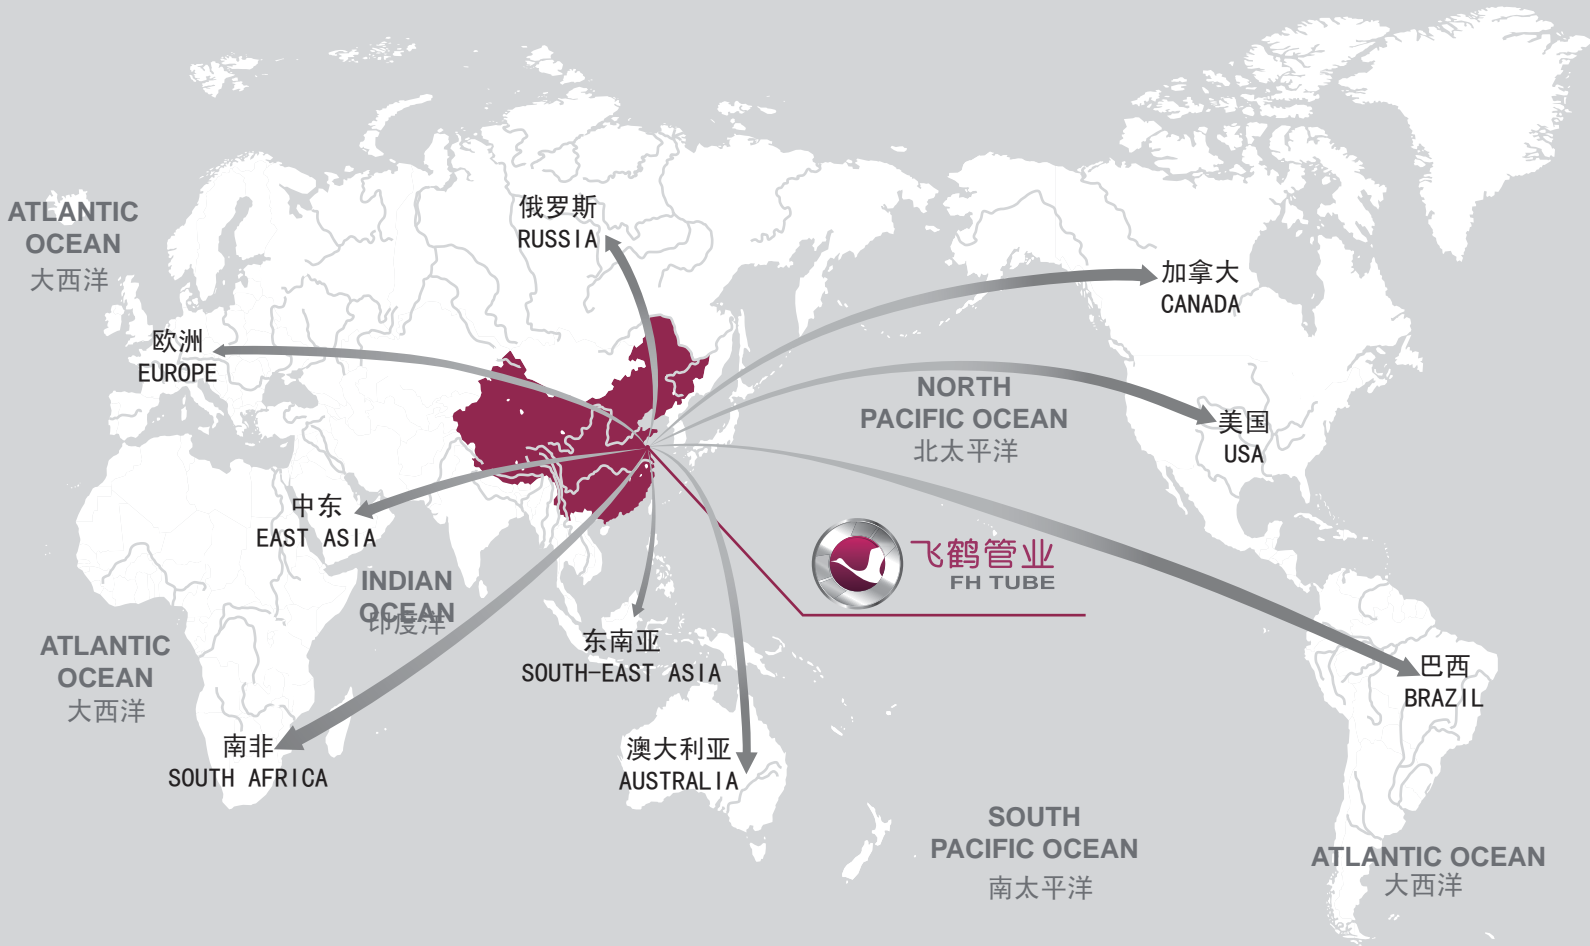 俄罗斯
RUSSIA
ATLANTIC
OCEAN
大西洋
加拿大
CANADA
欧洲
EUROPE
NORTH
PACIFIC OCEAN
北太平洋
美国
USA
中东
EAST ASIA
飞鹤管业
FH TUBE
INDIAN
OCEAN
印度洋
东南亚
SOUTH-EAST ASIA
ATLANTIC
OCEAN
大西洋
巴西
BRAZIL
南非
SOUTH AFRICA
澳大利亚
AUSTRALIA
SOUTH
PACIFIC OCEAN
南太平洋
ATLANTIC OCEAN
大西洋